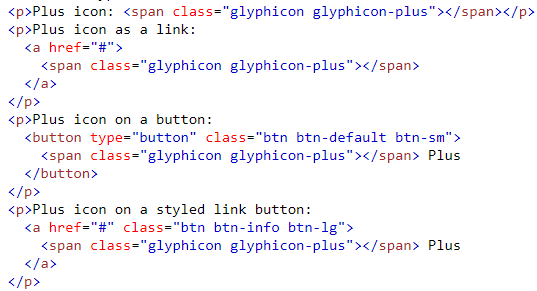 <p>Plus icon: <span class="glyphicon glyphicon-plus"></span></p>
<p>Plus icon as a link:
  <a href="#">
    <span class="glyphicon glyphicon-plus"></span>
  </a>
</p>
<p>Plus icon on a button:
  <button type="button" class="btn btn-default btn-sm">
    <span class="glyphicon glyphicon-plus"></span> Plus
  </button>
</p>
<p>Plus icon on a styled link button:
  <a href="#" class="btn btn-info btn-lg">
    <span class="glyphicon glyphicon-plus"></span> Plus
  </a>
</p>